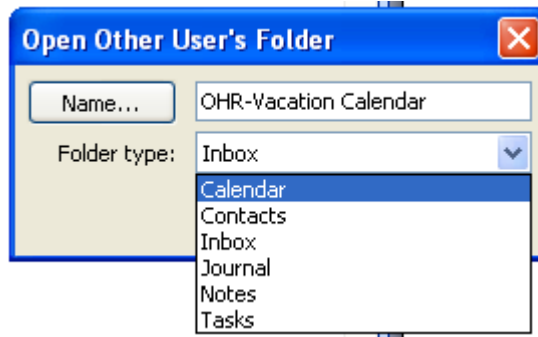 Open Other User's Folder
Name... OHR-Vacation Calendar
Folder type: Inbox
Calendar
Contacts
Inbox
Journal
Notes
Tasks